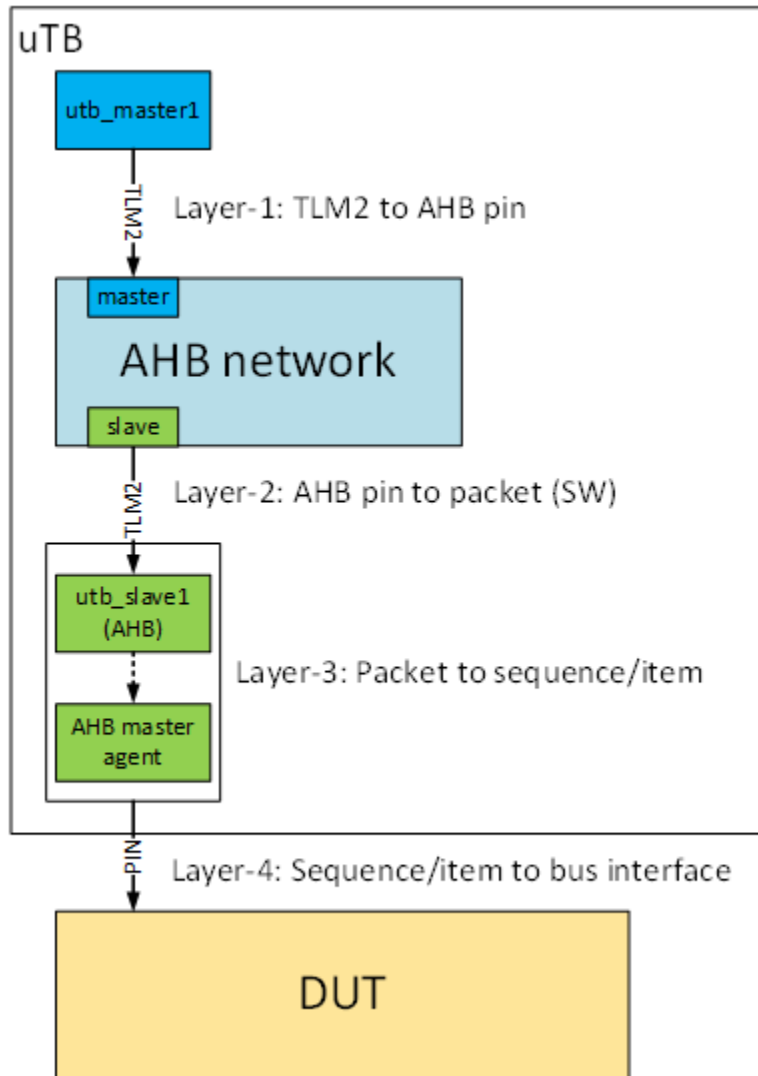 uTB
utb_master1
TLM2
Layer-1: TLM2 to AHB pin
master
AHB network
slave
TLM2
Layer-2: AHB pin to packet (SW)
utb_slave1
(AHB)
Layer-3: Packet to sequence/item
AHB master
agent
PIN
Layer-4: Sequence/item to bus interface
DUT